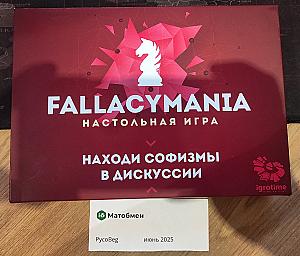 FALLACYMANIA
НАСТОЛЬНАЯ ИГРА
НАХОДИ СОФИЗМЫ
В ДИСКУССИИ
igrotime
Матобмен
РусоВед июнь 2025